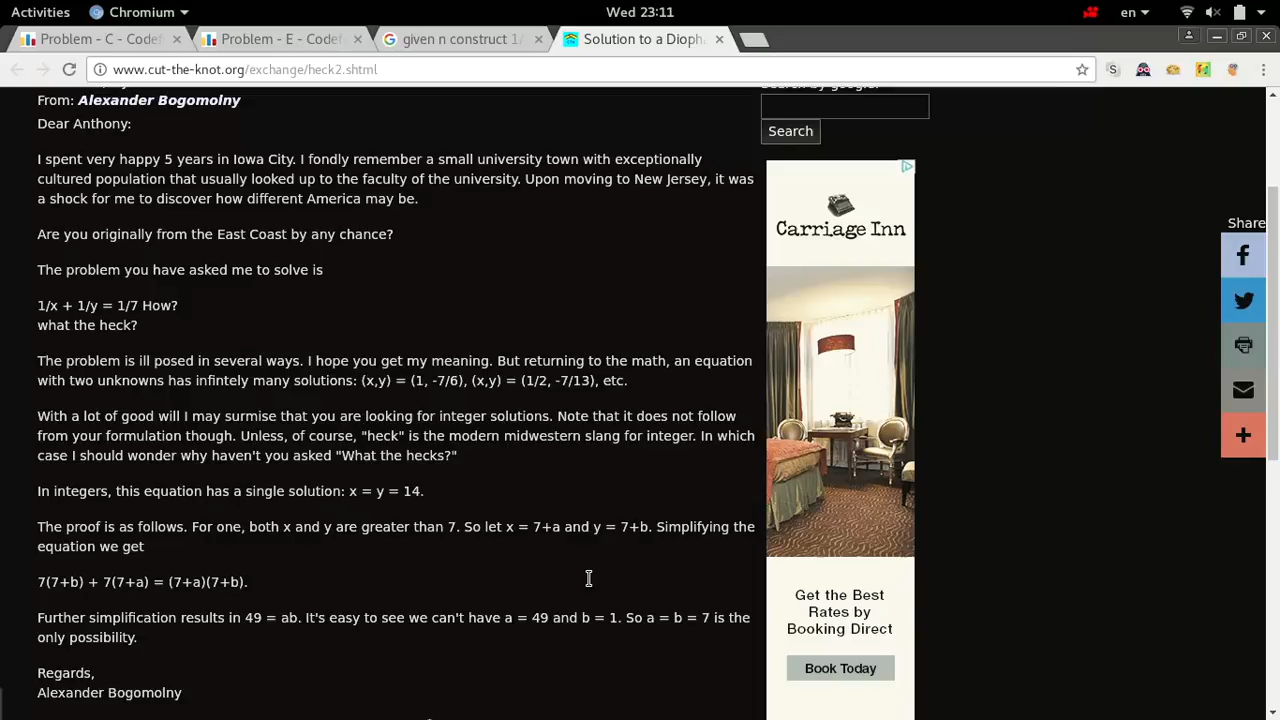 Activities Chromium Wed 23:11 en
Problem - C - Codef Problem - E - Codef given n construct 1/ Solution to a Dioph
www.cut-the-knot.org/exchange/heck2.shtml
From: Alexander Bogomolny
Dear Anthony:
I spent very happy 5 years in Iowa City. I fondly remember a small university town with exceptionally
cultured population that usually looked up to the faculty of the university. Upon moving to New Jersey, it was
a shock for me to discover how different America may be.
Are you originally from the East Coast by any chance?
The problem you have asked me to solve is
1/x + 1/y = 1/7 How?
what the heck?
The problem is ill posed in several ways. I hope you get my meaning. But returning to the math, an equation
with two unknowns has infintely many solutions: (x,y) = (1, -7/6), (x,y) = (1/2, -7/13), etc.
With a lot of good will I may surmise that you are looking for integer solutions. Note that it does not follow
from your formulation though. Unless, of course, "heck" is the modern midwestern slang for integer. In which
case I should wonder why haven't you asked "What the hecks?"
In integers, this equation has a single solution: x = y = 14.
The proof is as follows. For one, both x and y are greater than 7. So let x = 7+a and y = 7+b. Simplifying the
equation we get
7(7+b) + 7(7+a) = (7+a)(7+b).
Further simplification results in 49 = ab. It's easy to see we can't have a = 49 and b = 1. So a = b = 7 is the
only possibility.
Regards,
Alexander Bogomolny
Search by google:
Search
Carriage Inn
Get the Best
Rates by
Booking Direct
Book Today
Share